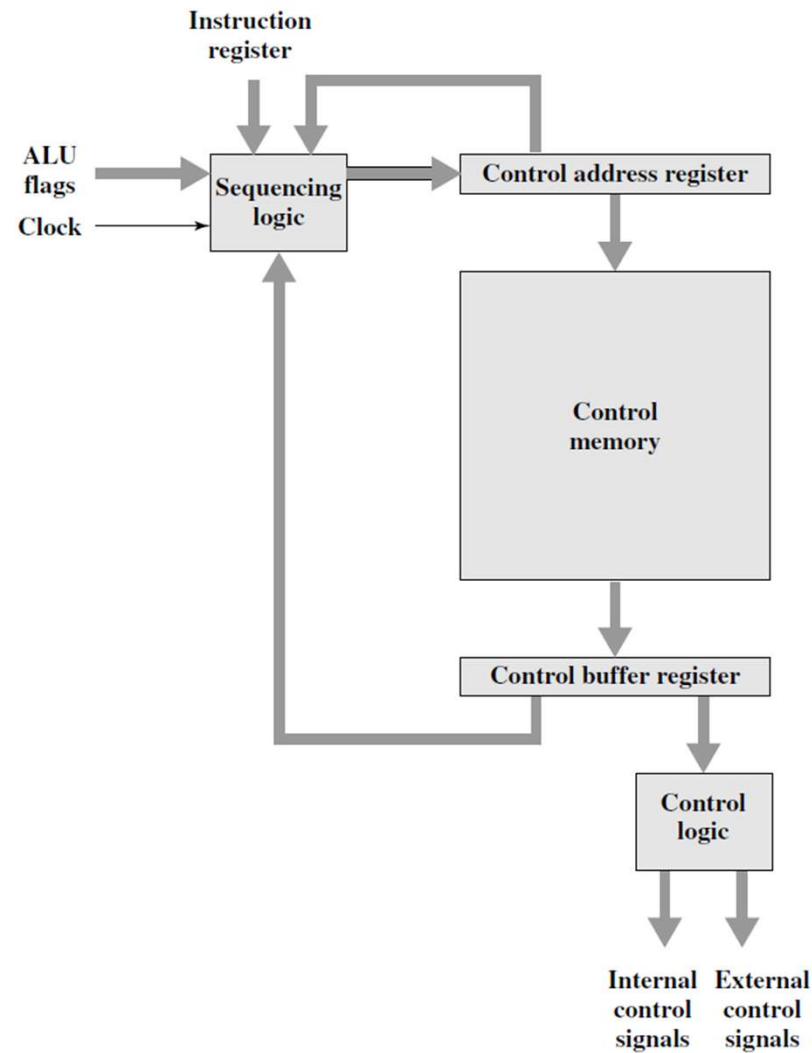 Instruction
register
ALU
flags
Clock
Sequencing
logic
Control address register
Control
memory
Control buffer register
Control
logic
Internal
control
signals
External
control
signals